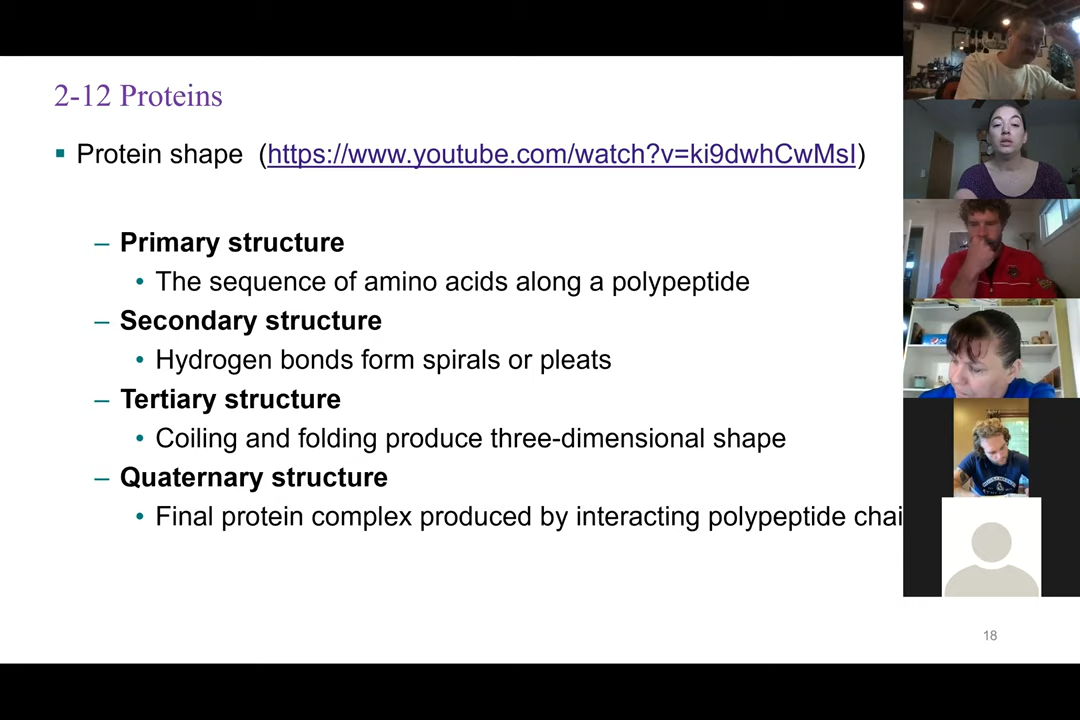 2-12 Proteins
▪ Protein shape (https://www.youtube.com/watch?v=ki9dwhCwMsI)
– Primary structure
• The sequence of amino acids along a polypeptide
– Secondary structure
• Hydrogen bonds form spirals or pleats
– Tertiary structure
• Coiling and folding produce three-dimensional shape
– Quaternary structure
• Final protein complex produced by interacting polypeptide chai
18